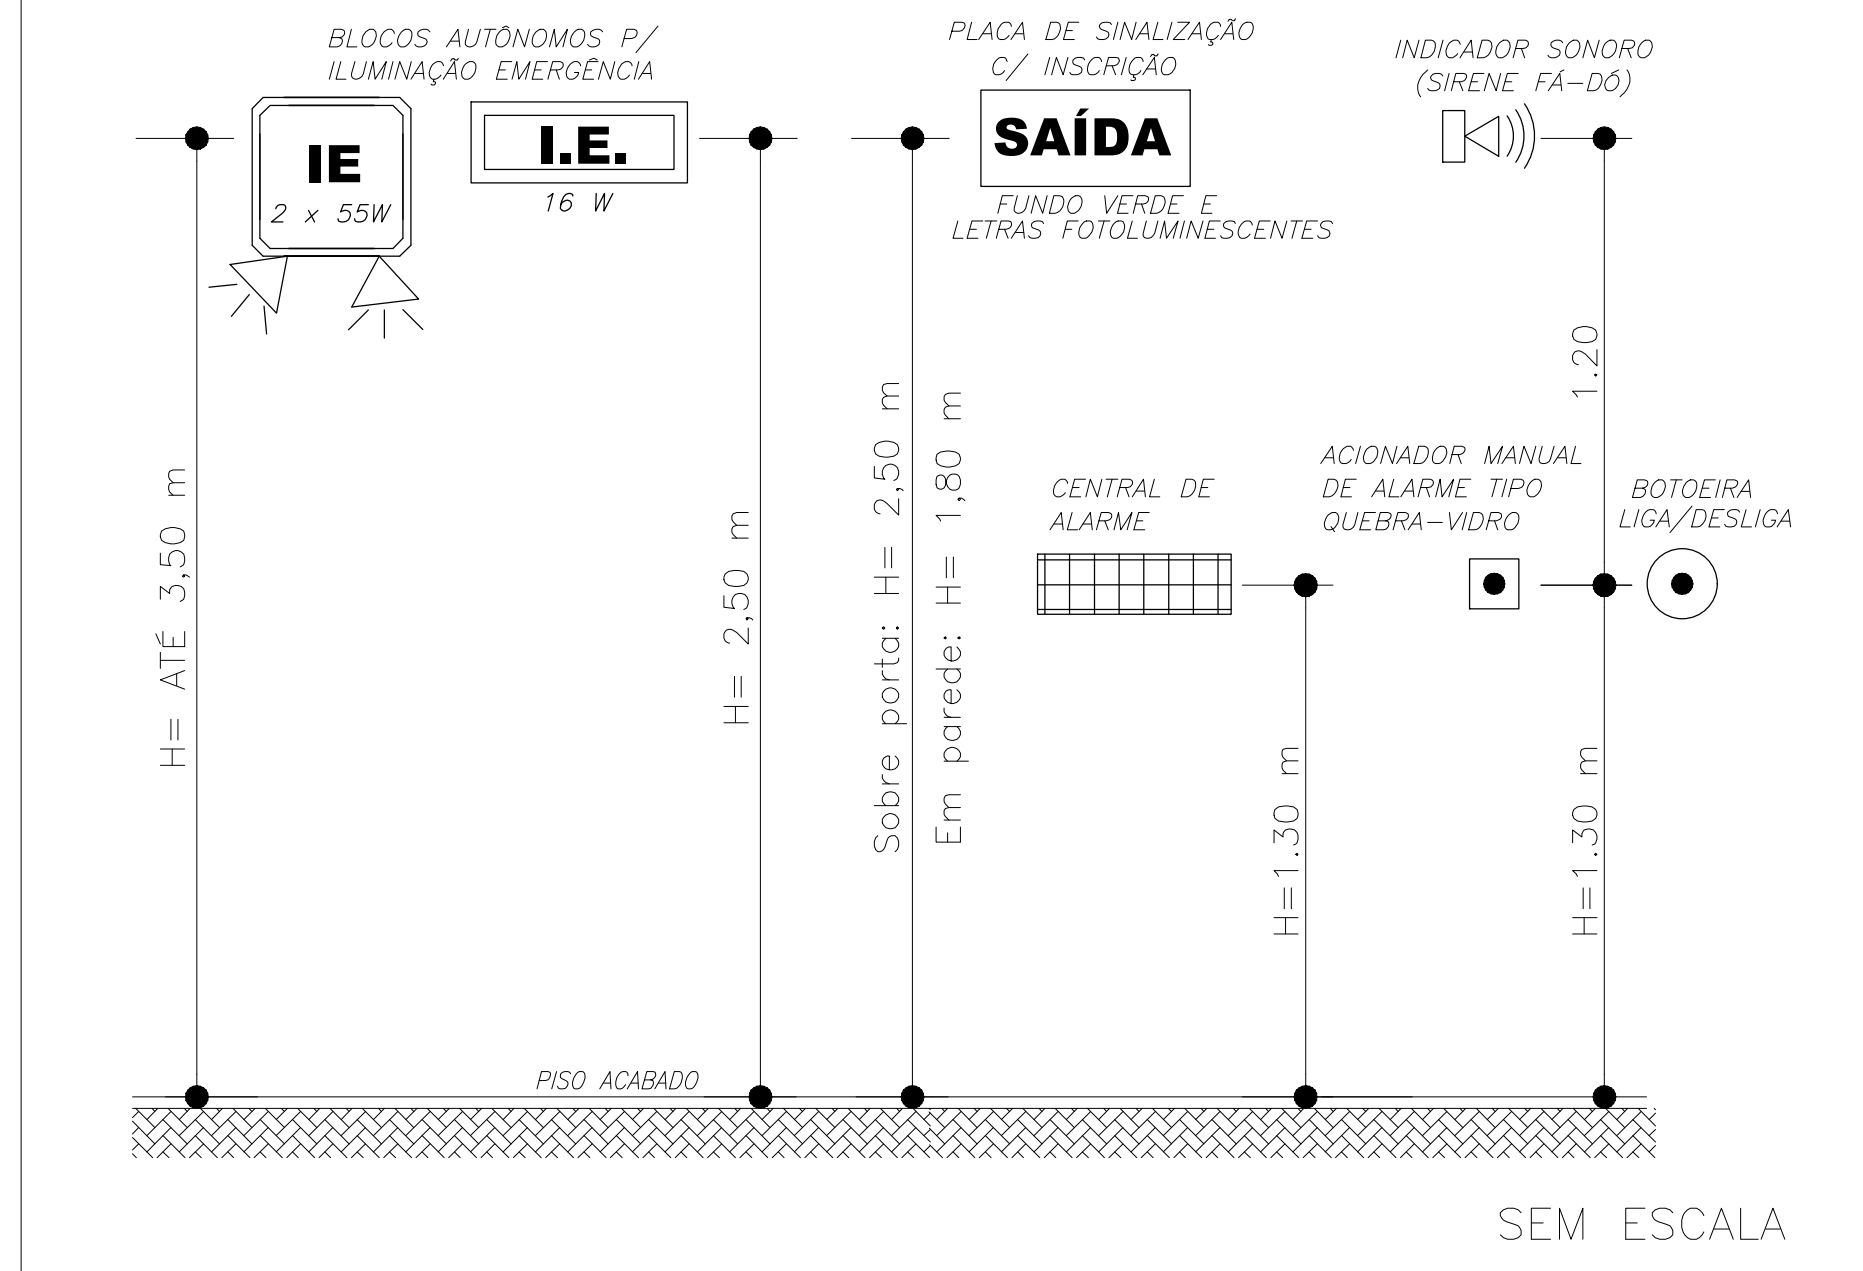 BLOCOS AUTÔNOMOS P/
ILUMINAÇÃO EMERGÊNCIA
IE
2 x 55W
I.E.
16 W
PLACA DE SINALIZAÇÃO
C/ INSCRIÇÃO
SAÍDA
FUNDO VERDE E
LETRAS FOTOLUMINESCENTES
INDICADOR SONORO
(SIRENE FÁ-DÓ)
H= ATÉ 3,50 m
H= 2,50 m
Sobre porta: H= 2,50 m
Em parede: H= 1,80 m
1.20
CENTRAL DE
ALARME
ACIONADOR MANUAL
DE ALARME TIPO
QUEBRA-VIDRO
BOTOEIRA
LIGA/DESLIGA
H=1.30 m
H=1.30 m
PISO ACABADO
SEM ESCALA